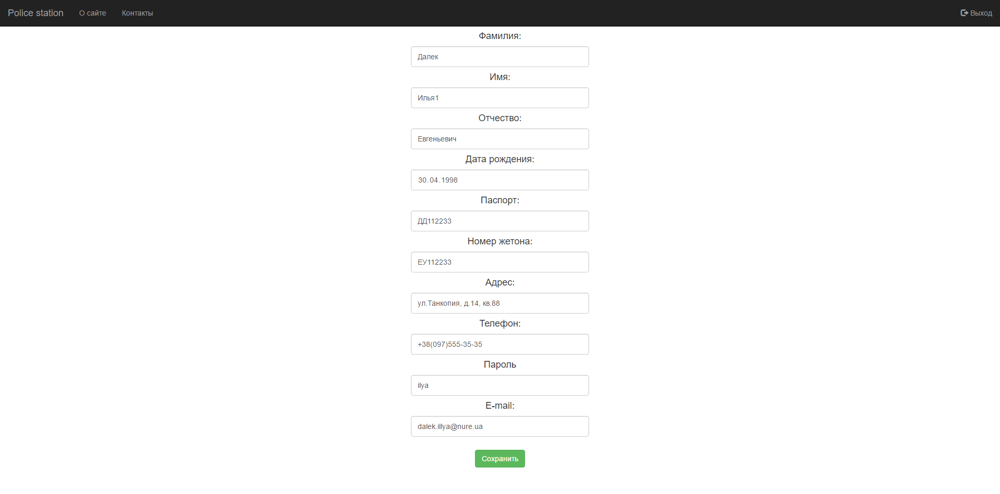 Police station О сайте Контакты Выход
Фамилия:
Далек
Имя:
Илья1
Отчество:
Евгеньевич
Дата рождения:
30.04.1998
Паспорт:
ДД112233
Номер жетона:
ЕУ112233
Адрес:
ул.Танкопия, д.14, кв.88
Телефон:
+38(097)555-35-35
Пароль
ilya
E-mail:
dalek.illya@nure.ua
Сохранить